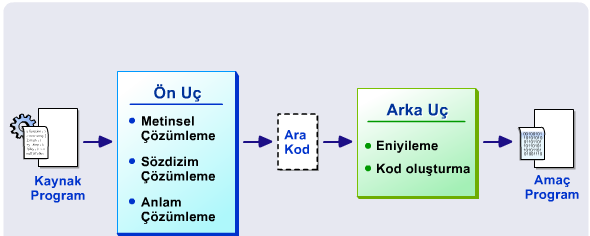 Kaynak
Program
Ön Uç
Metinsel
Çözümleme
Sözdizim
Çözümleme
Anlam
Çözümleme
Ara
Kod
Arka Uç
Eniyileme
Kod oluşturma
Amaç
Program